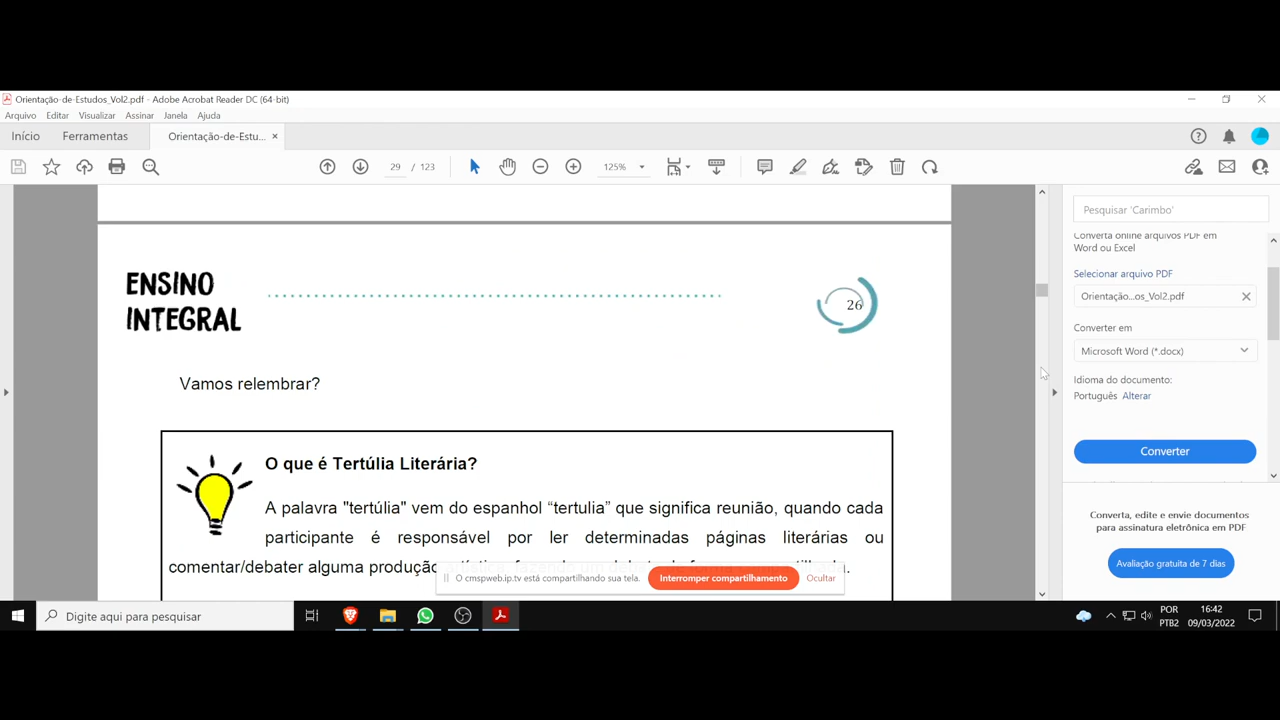 Orientação-de-Estudos_Vol2.pdf - Adobe Acrobat Reader DC (64-bit)
Arquivo Editar Visualizar Assinar Janela Ajuda
Início Ferramentas Orientação-de-Estu... ×
29 / 123 125%
Pesquisar 'Carimbo'
Converta online arquivos PDF em
Word ou Excel
Selecionar arquivo PDF
Orientação...os_Vol2.pdf
Converter em
Microsoft Word (*.docx)
Idioma do documento:
Português Alterar
Converter
Converta, edite e envie documentos
para assinatura eletrônica em PDF
Avaliação gratuita de 7 dias
ENSINO
INTEGRAL
26
Vamos relembrar?
O que é Tertúlia Literária?
A palavra "tertúlia" vem do espanhol “tertulia” que significa reunião, quando cada
participante é responsável por ler determinadas páginas literárias ou
comentar/debater alguma produção
O cmspweb.ip.tv está compartilhando sua tela. Interromper compartilhamento Ocultar
Digite aqui para pesquisar
POR
PTB2
16:42
09/03/2022